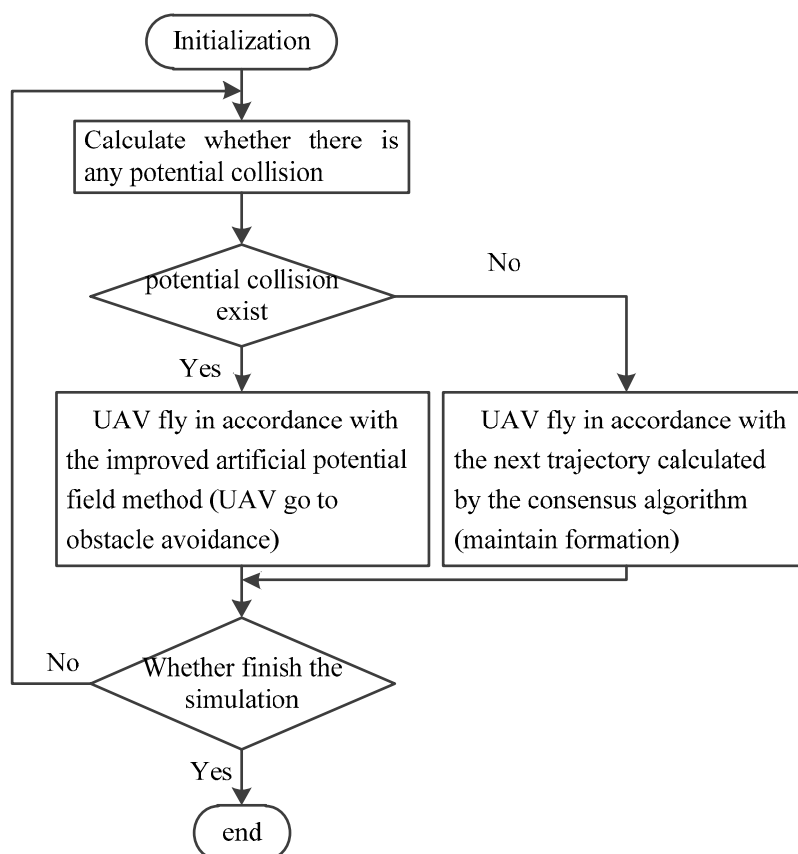 Initialization
Calculate whether there is
any potential collision
potential collision
exist
No
Yes
UAV fly in accordance with
the improved artificial potential
field method (UAV go to
obstacle avoidance)
UAV fly in accordance with
the next trajectory calculated
by the consensus algorithm
(maintain formation)
Whether finish the
simulation
No
Yes
end